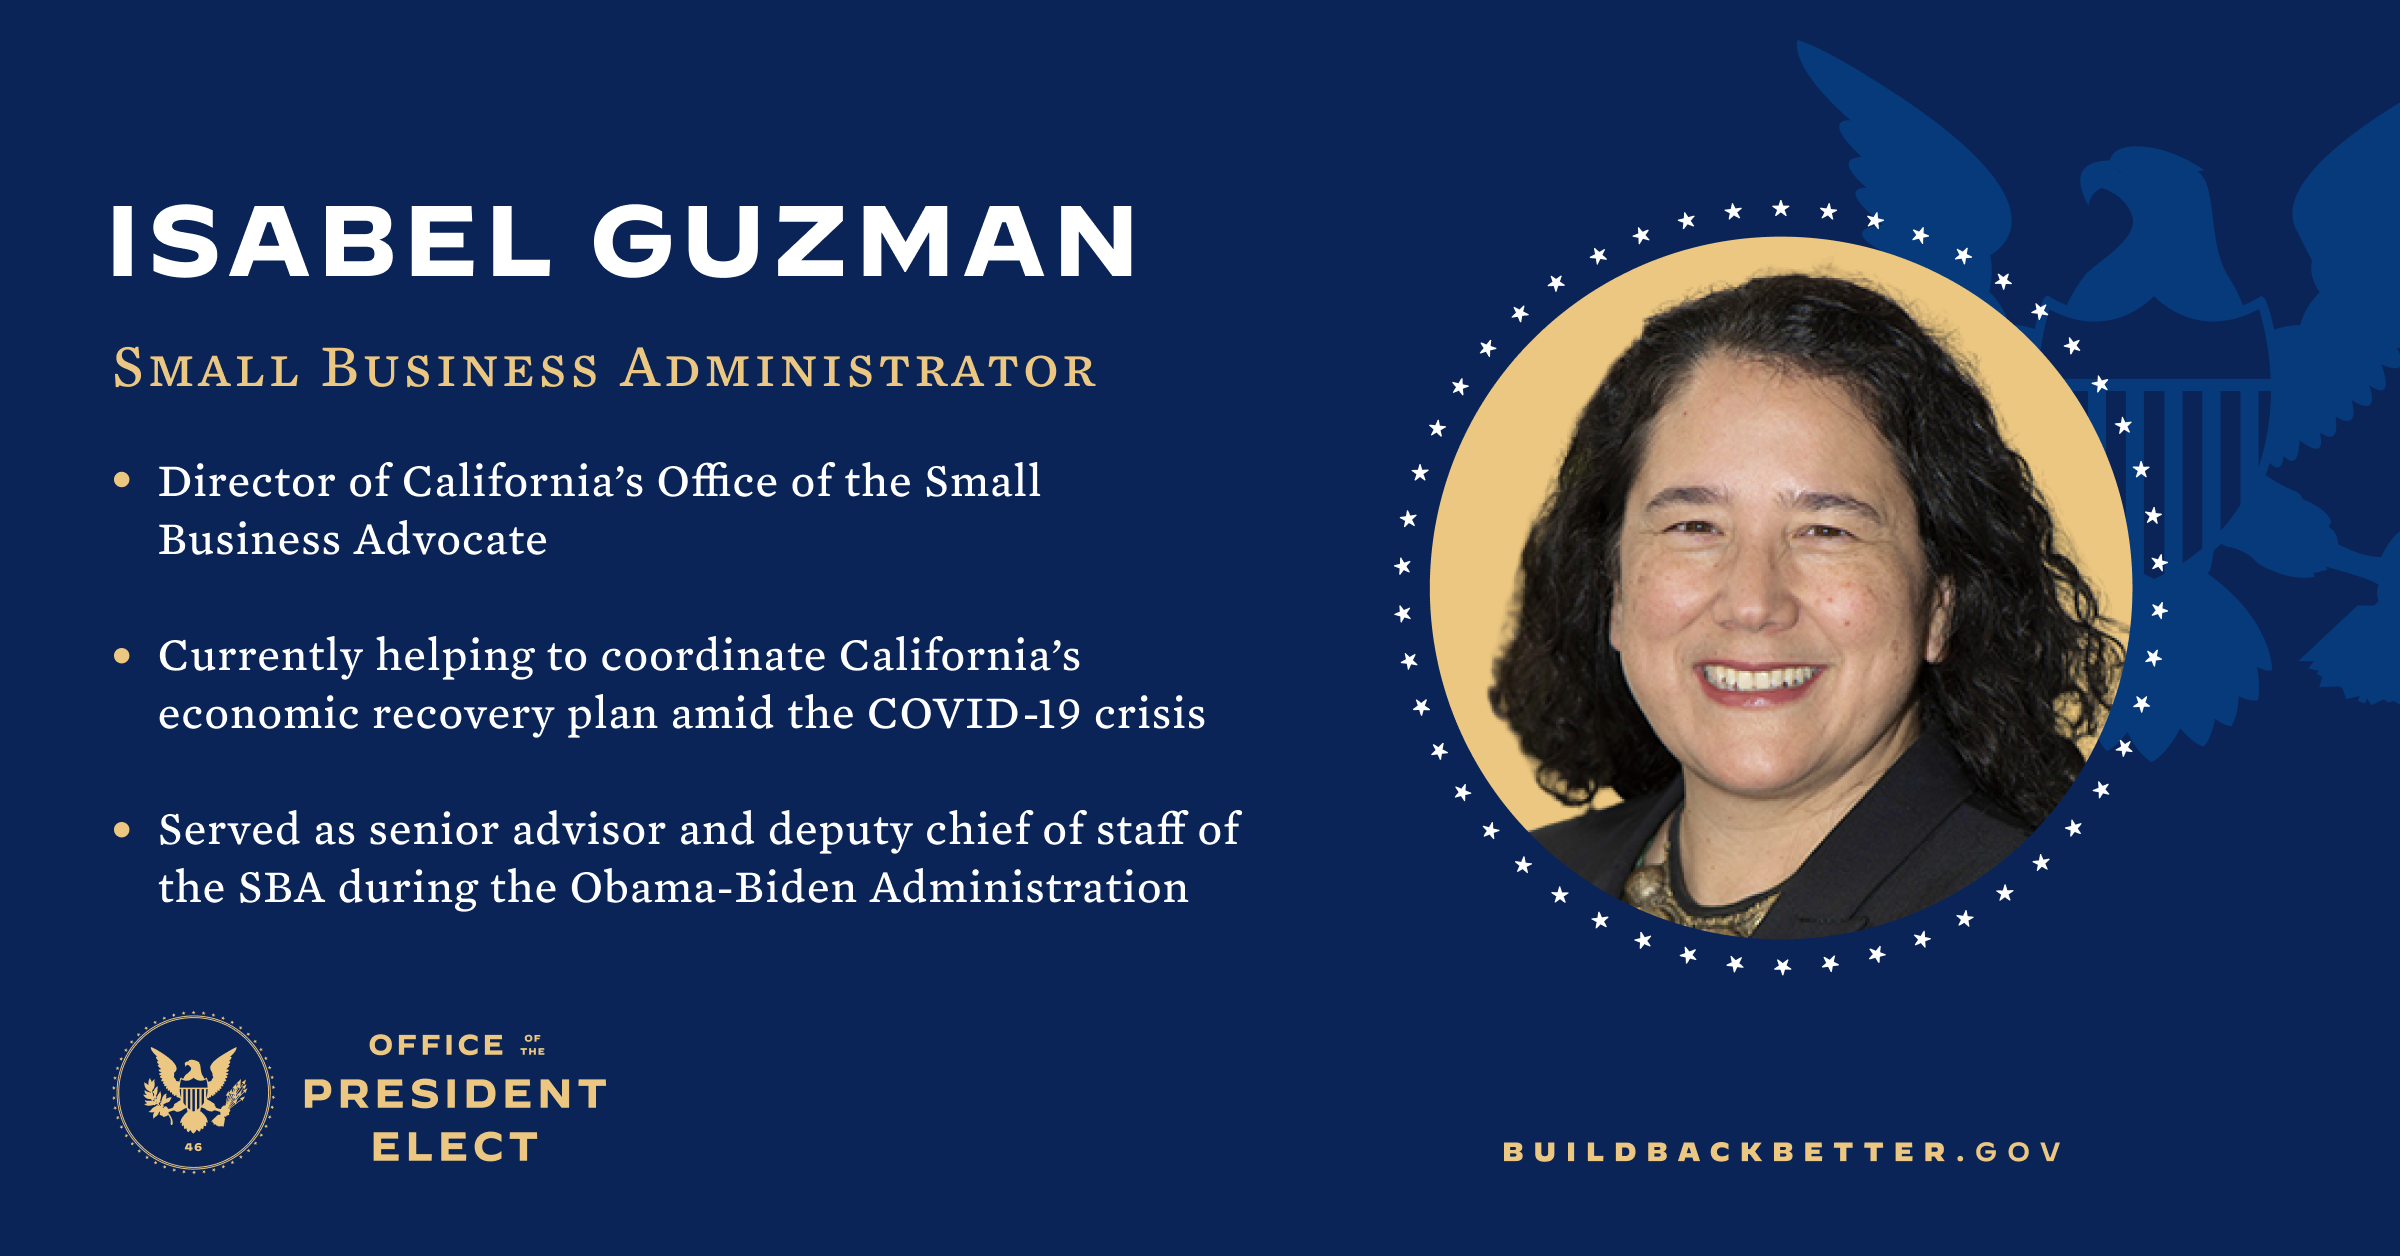 ISABEL GUZMAN
SMALL BUSINESS ADMINISTRATOR
• Director of California’s Office of the Small
Business Advocate
• Currently helping to coordinate California’s
economic recovery plan amid the COVID-19 crisis
• Served as senior advisor and deputy chief of staff of
the SBA during the Obama-Biden Administration
46
OFFICE OF THE
PRESIDENT
ELECT
BUILDBACKBETTER.GOV